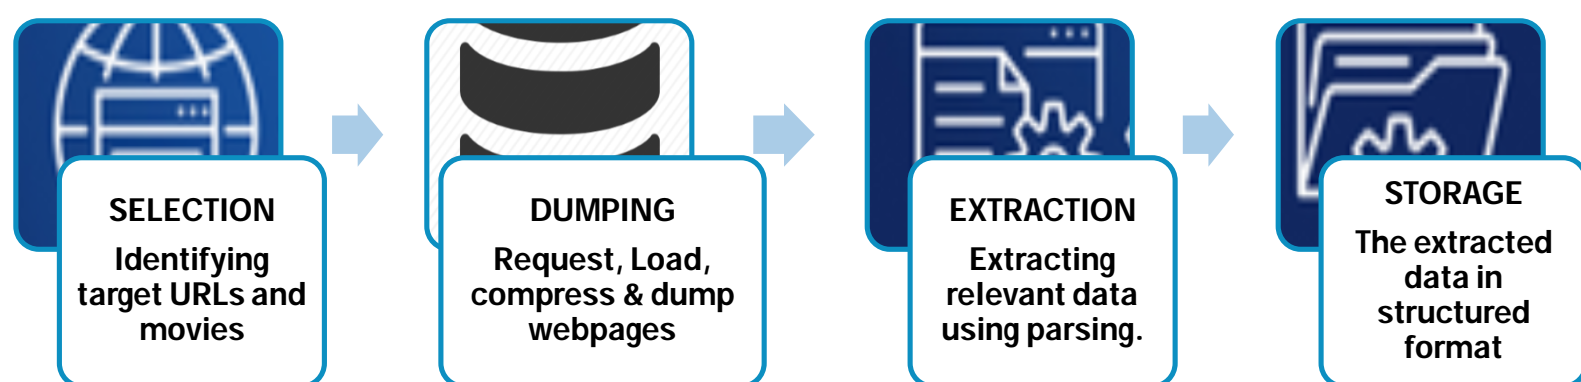 SELECTION
Identifying
target URLs and
movies
DUMPING
Request, Load,
compress & dump
webpages
EXTRACTION
Extracting
relevant data
using parsing.
STORAGE
The extracted
data in
structured
format